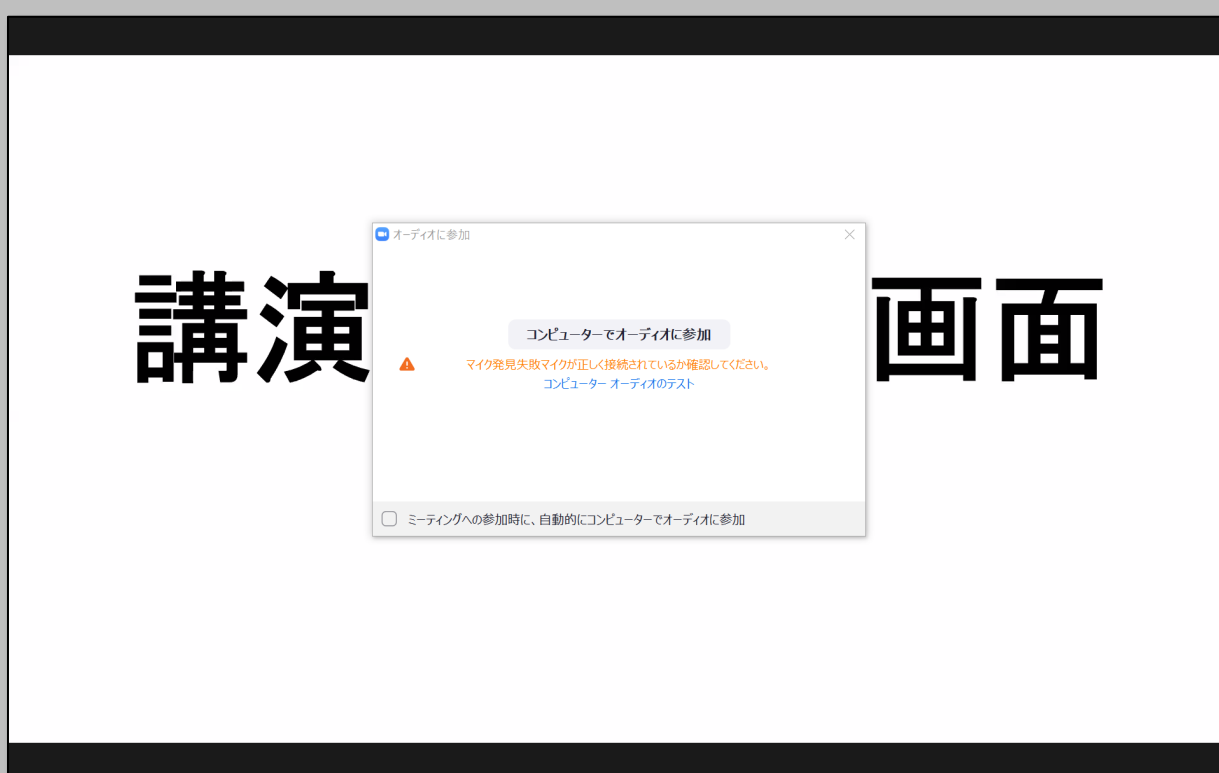 オーディオに参加
講演
画面
コンピューターでオーディオに参加
マイク発見失敗マイクが正しく接続されているか確認してください。
コンピューター オーディオのテスト
ミーティングへの参加時に、自動的にコンピューターでオーディオに参加